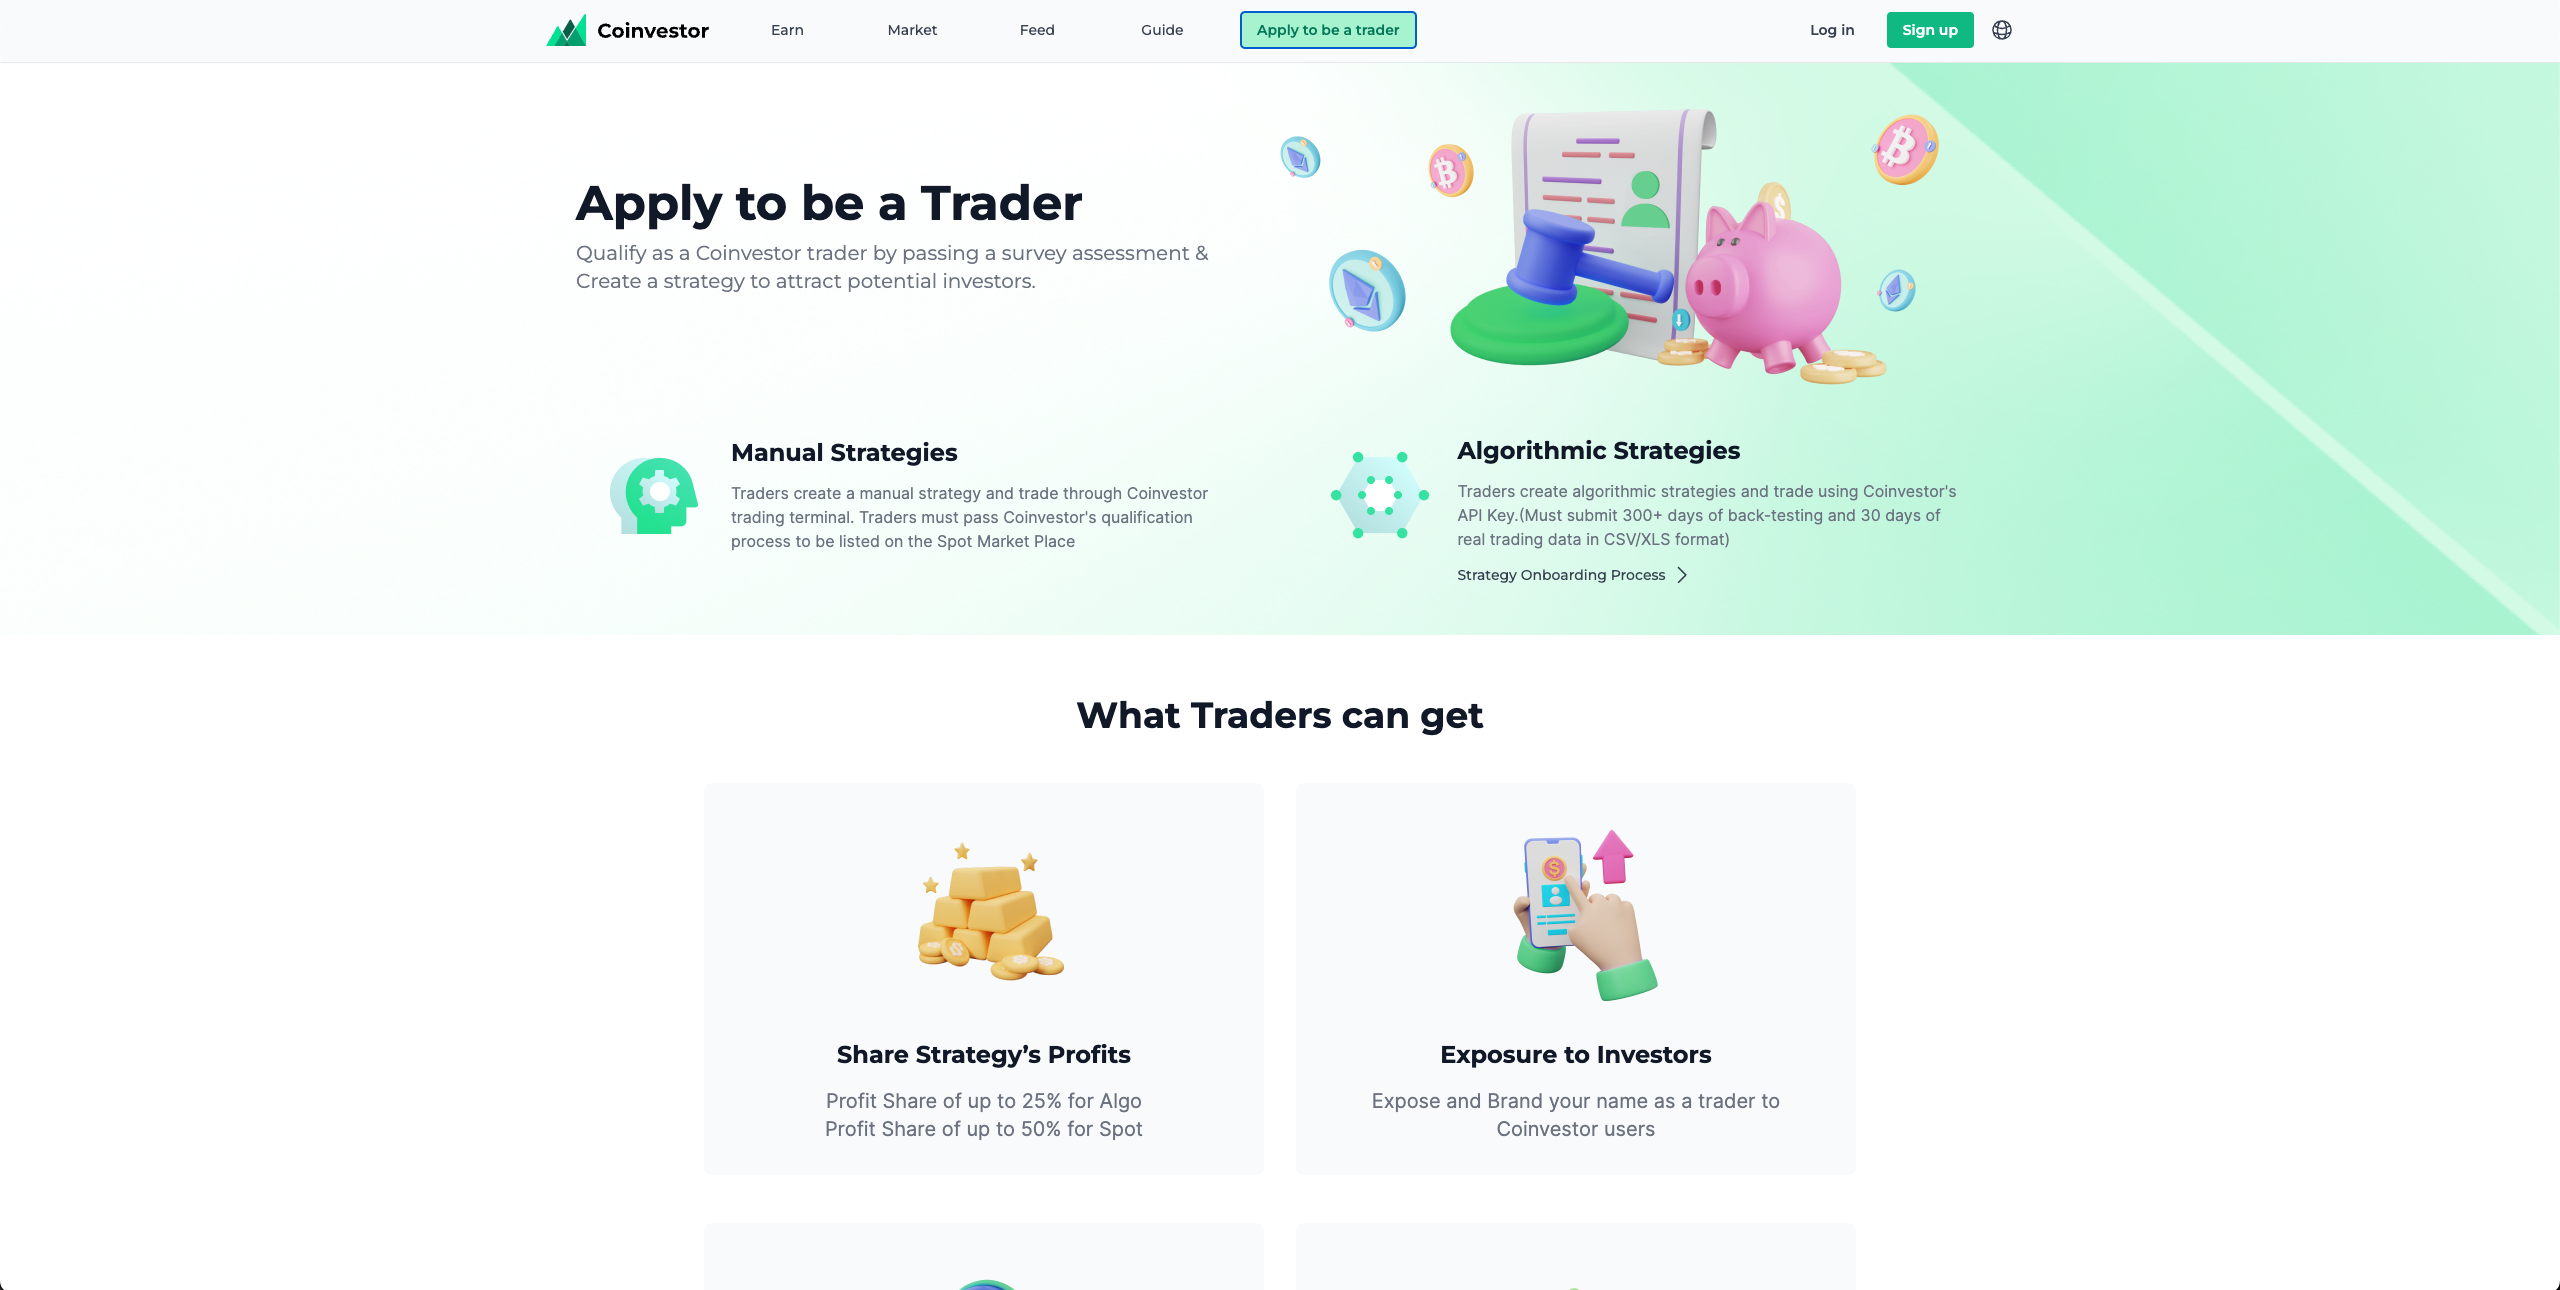 Coinvestor
Earn
Market
Feed
Guide
Apply to be a trader
Log in
Sign up
Apply to be a Trader
Qualify as a Coinvestor trader by passing a survey assessment &
Create a strategy to attract potential investors.
Manual Strategies
Traders create a manual strategy and trade through Coinvestor
trading terminal. Traders must pass Coinvestor's qualification
process to be listed on the Spot Market Place
Algorithmic Strategies
Traders create algorithmic strategies and trade using Coinvestor's
API Key.(Must submit 300+ days of back-testing and 30 days of
real trading data in CSV/XLS format)
Strategy Onboarding Process
What Traders can get
Share Strategy’s Profits
Profit Share of up to 25% for Algo
Profit Share of up to 50% for Spot
Exposure to Investors
Expose and Brand your name as a trader to
Coinvestor users